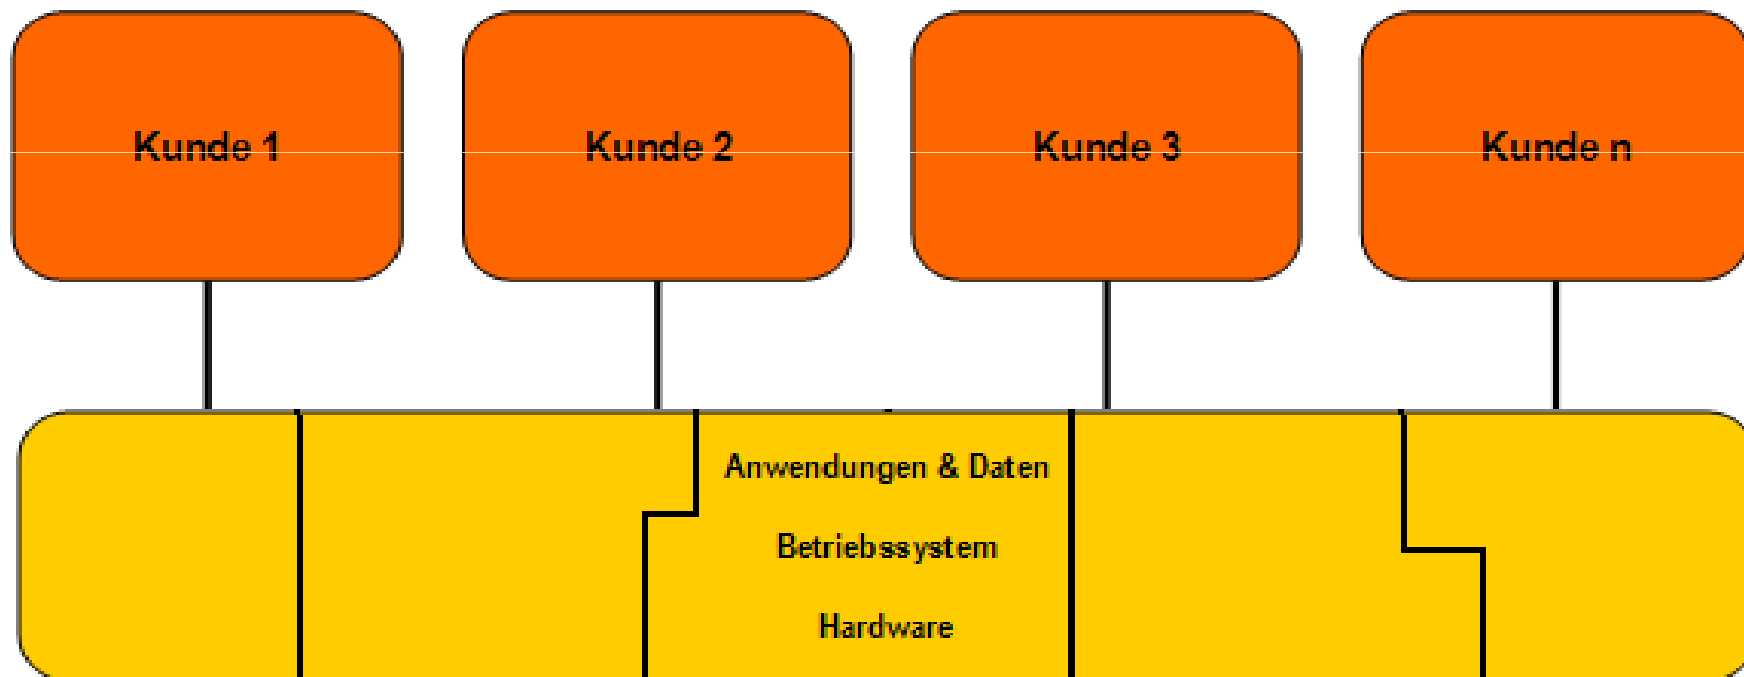 Kunde 1
Kunde 2
Kunde 3
Kunde n
Anwendungen & Daten
Betriebssystem
Hardware